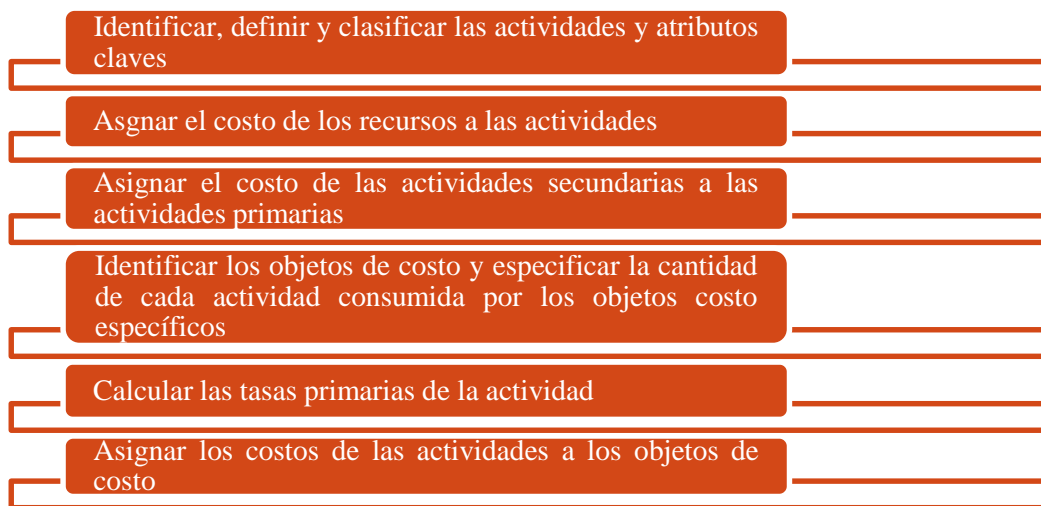 Identificar, definir y clasificar las actividades y atributos
claves
Asgnar el costo de los recursos a las actividades
Asignar el costo de las actividades secundarias a las
actividades primarias
Identificar los objetos de costo y especificar la cantidad
de cada actividad consumida por los objetos costo
específicos
Calcular las tasas primarias de la actividad
Asignar los costos de las actividades a los objetos de
costo